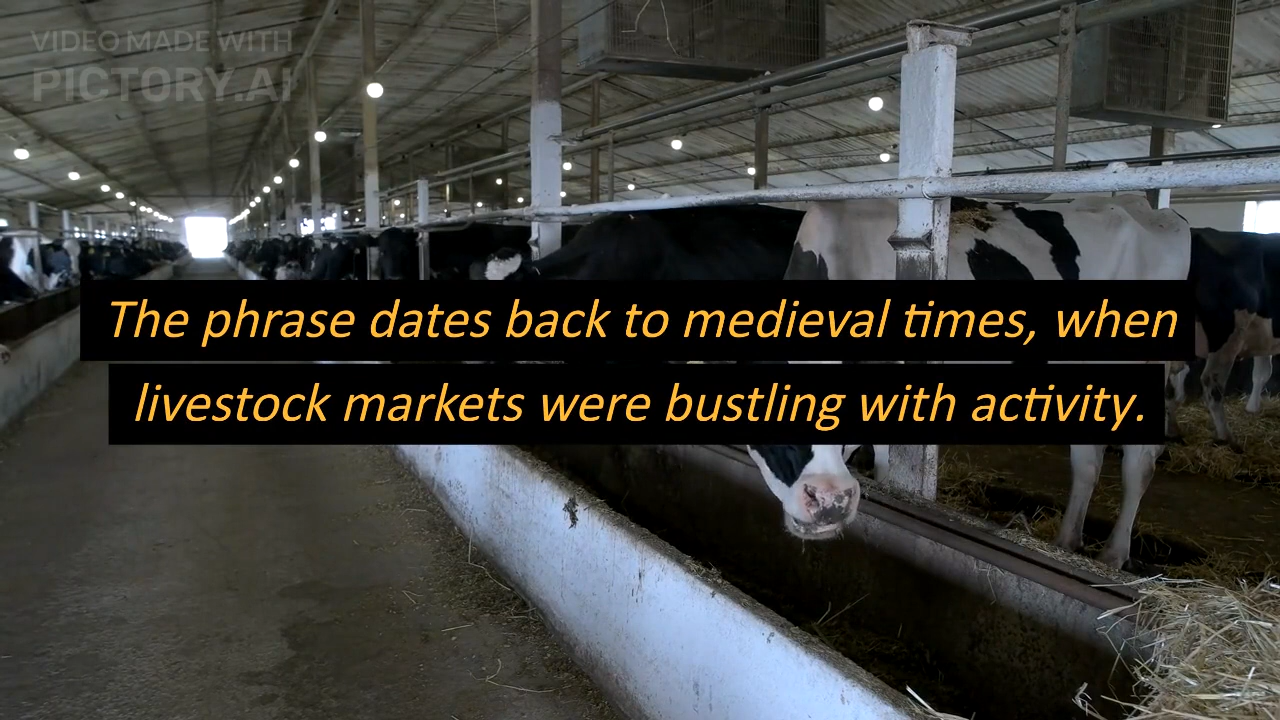 VIDEO MADE WITH
PICTORY.AI
The phrase dates back to medieval times, when
livestock markets were bustling with activity.